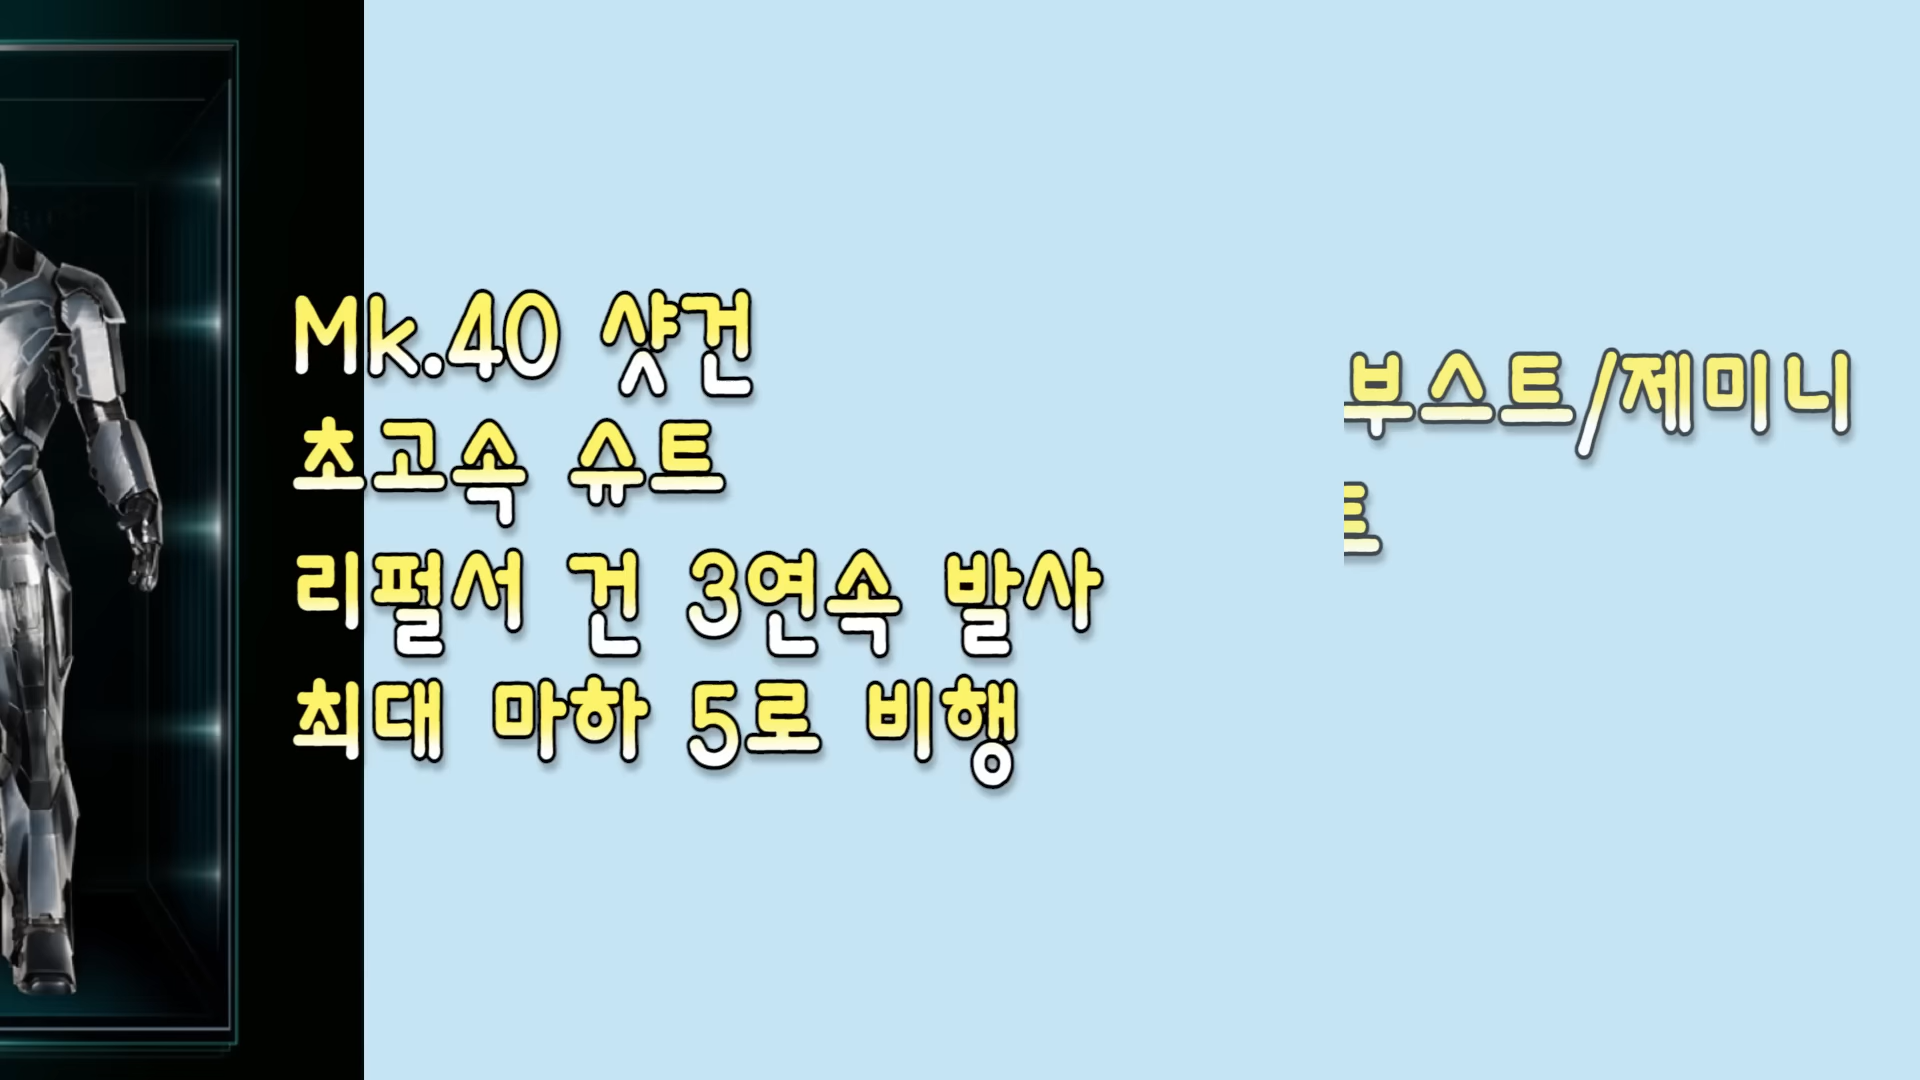 Mk.40 샷건
초고속 슈트
리펄서 건 3연속 발사
최대 마하 5로 비행
부스트/제미니
트